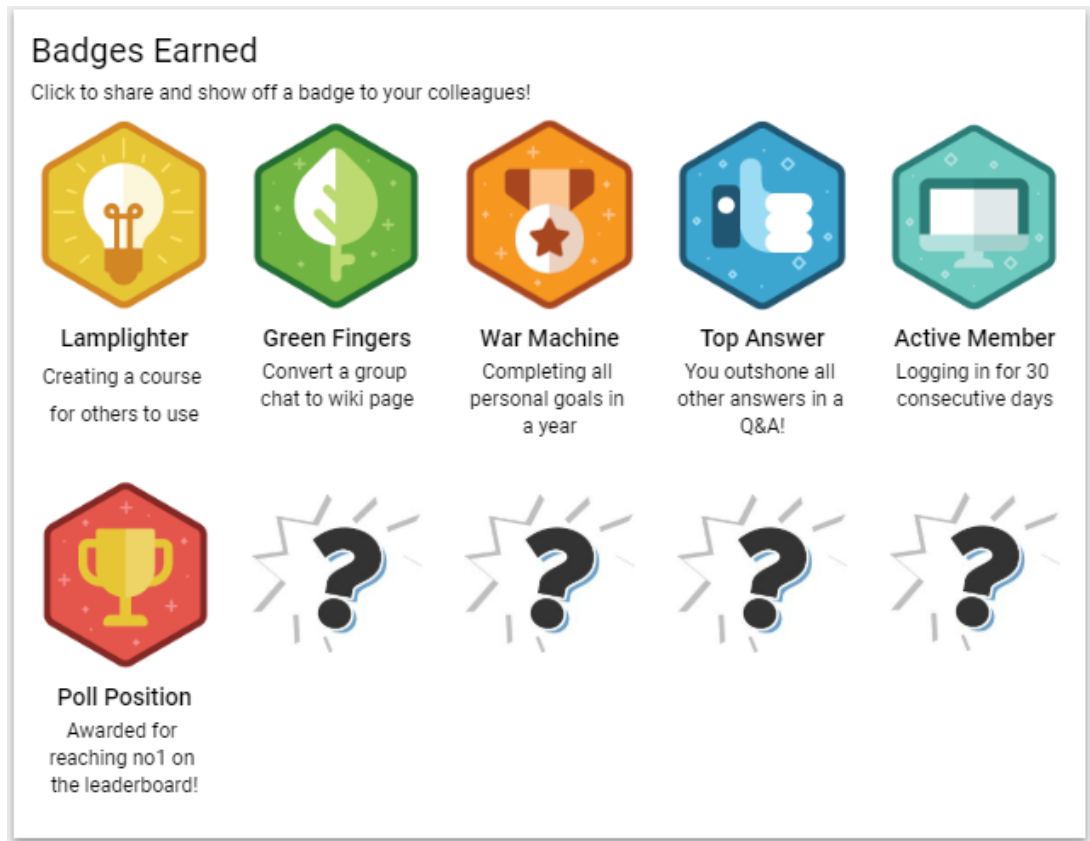 Badges Earned
Click to share and show off a badge to your colleagues!
Lamplighter
Creating a course
for others to use
Green Fingers
Convert a group
chat to wiki page
War Machine
Completing all
personal goals in
a year
Top Answer
You outshone all
other answers in a
Q&A!
Active Member
Logging in for 30
consecutive days
Poll Position
Awarded for
reaching no1 on
the leaderboard!
?
?
?
?